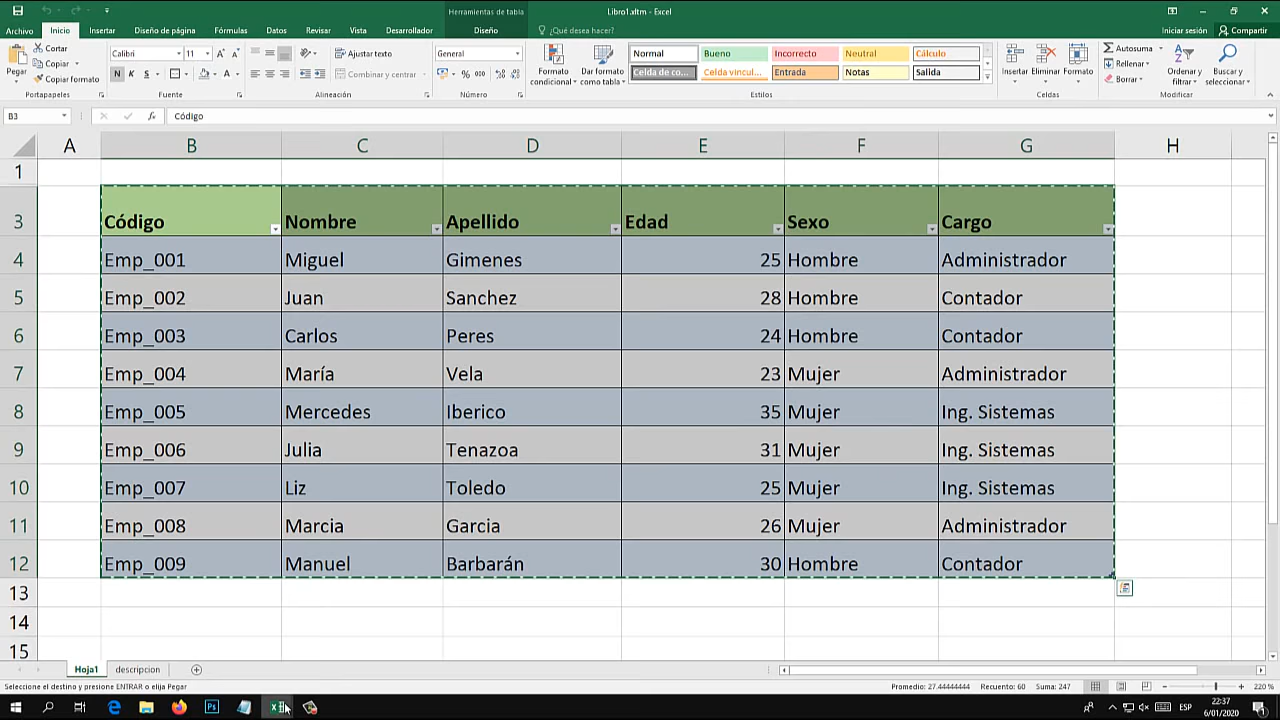 Herramientas de tabla
Libro1.xltm - Excel
Archivo Inicio Insertar Diseño de página Fórmulas Datos Revisar Vista Desarrollador Diseño ¿Qué desea hacer? Iniciar sesión Compartir
Pegar
Cortar
Copiar
Copiar formato
Portapapeles
Calibri 11
N K S
Fuente
Ajustar texto
Combinar y centrar
Alineación
General
% 000
Número
Formato condicional
Dar formato como tabla
Normal Bueno Incorrecto Neutral Cálculo
Celda de co... Celda vincul... Entrada Notas Salida
Estilos
Insertar Eliminar Formato
Celdas
Autosuma
Rellenar
Borrar
Ordenar y filtrar
Buscar y seleccionar
Modificar
B3 fx Código
A B C D E F G H
1
3 Código Nombre Apellido Edad Sexo Cargo
4 Emp_001 Miguel Gimenes 25 Hombre Administrador
5 Emp_002 Juan Sanchez 28 Hombre Contador
6 Emp_003 Carlos Peres 24 Hombre Contador
7 Emp_004 María Vela 23 Mujer Administrador
8 Emp_005 Mercedes Iberico 35 Mujer Ing. Sistemas
9 Emp_006 Julia Tenazoa 31 Mujer Ing. Sistemas
10 Emp_007 Liz Toledo 25 Mujer Ing. Sistemas
11 Emp_008 Marcia Garcia 26 Mujer Administrador
12 Emp_009 Manuel Barbarán 30 Hombre Contador
13
14
15
Hoja1 descripcion
Seleccione el destino y presione ENTRAR o elija Pegar Promedio: 27.44444444 Recuento: 60 Suma: 247 220 %
Ps ESP 22:37
6/01/2020